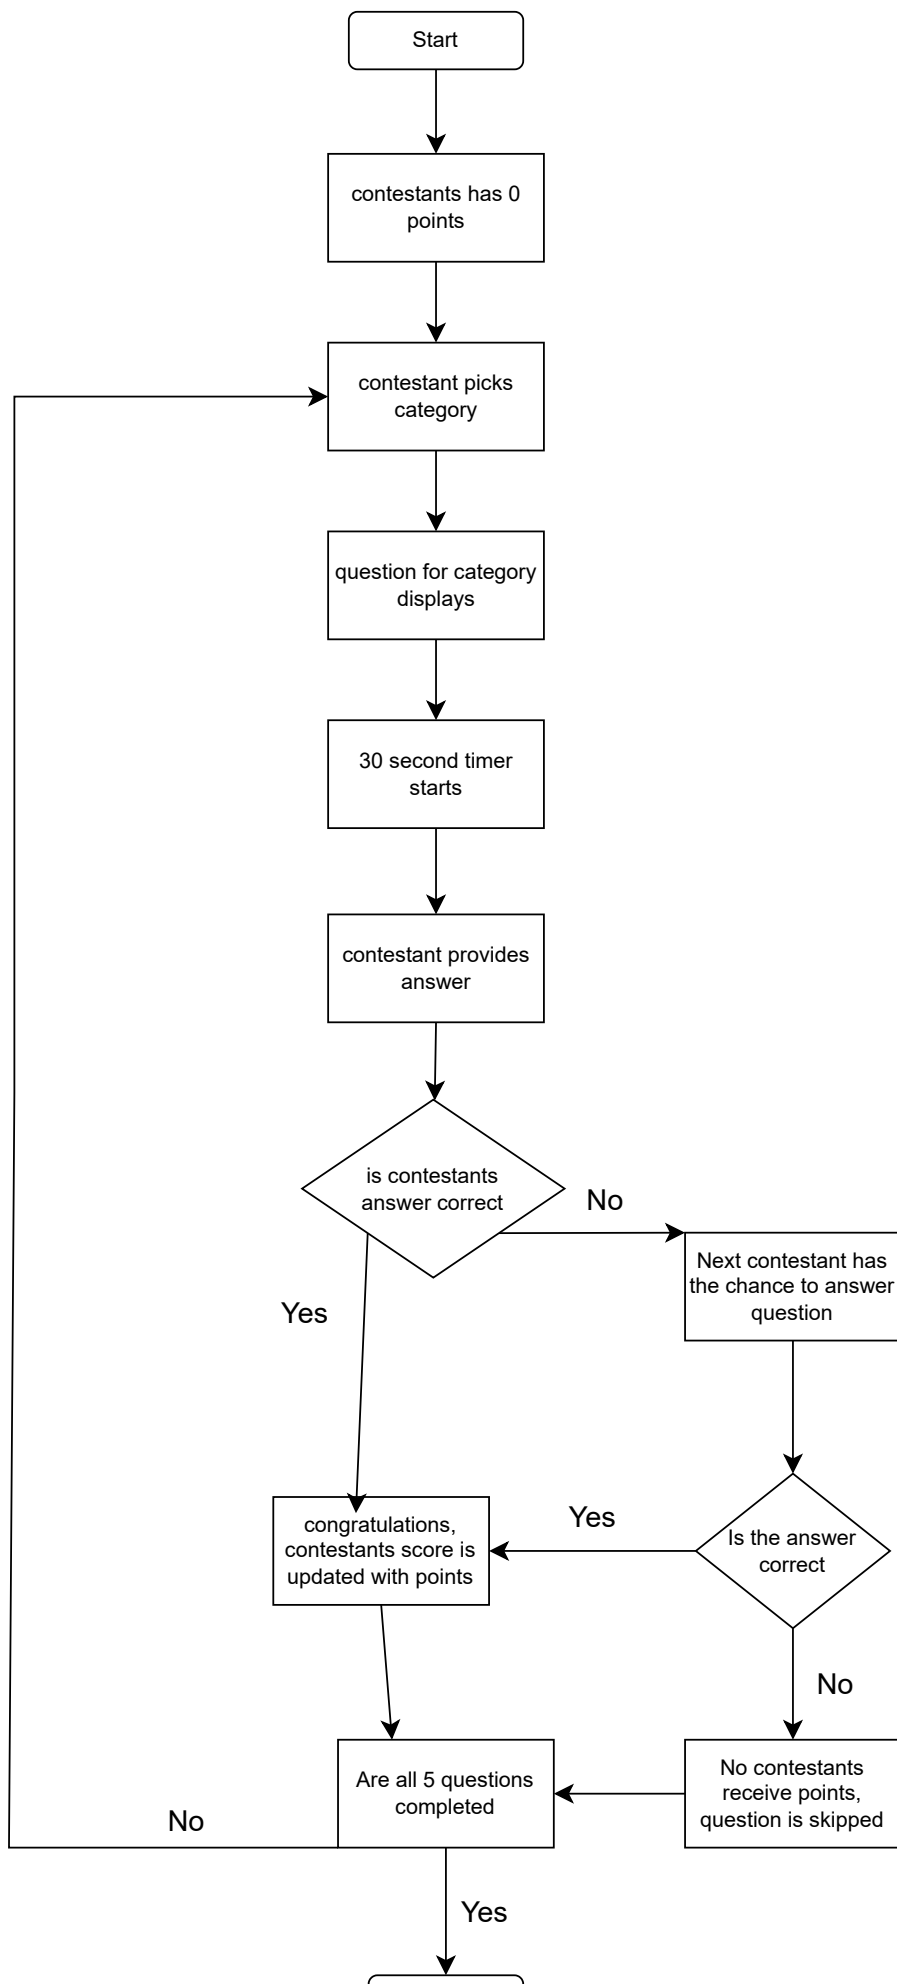 Start
contestants has 0
points
contestant picks
category
question for category
displays
30 second timer
starts
contestant provides
answer
is contestants
answer correct
No
Next contestant has
the chance to answer
question
Yes
congratulations,
contestants score is
updated with points
Yes
Is the answer
correct
No
No contestants
receive points,
question is skipped
Are all 5 questions
completed
No
Yes